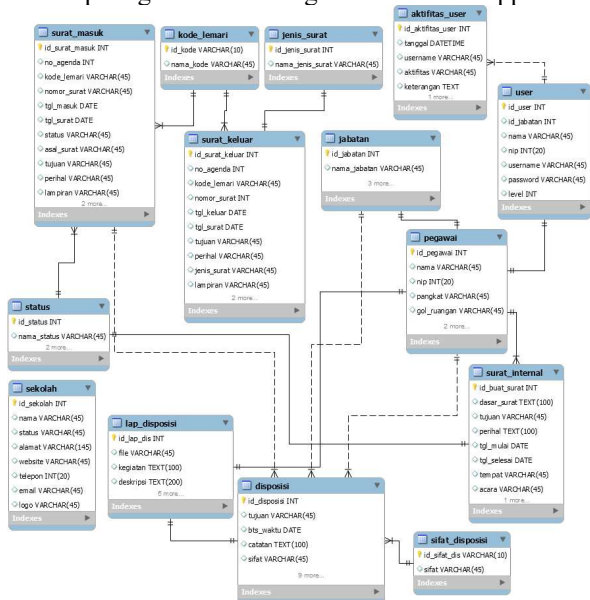 surat_masuk
id_surat_masuk INT
no_agenda INT
kode_lemari VARCHAR(45)
nomor_surat VARCHAR(45)
tgl_masuk DATE
tgl_surat DATE
status VARCHAR(45)
asal_surat VARCHAR(45)
tujuan VARCHAR(45)
perihal VARCHAR(45)
lampiran VARCHAR(45)
2 more...
Indexes
kode_lemari
id_kode VARCHAR(10)
nama_kode VARCHAR(45)
Indexes
jenis_surat
id_jenis_surat INT
nama_jenis_surat VARCHAR(45)
Indexes
aktifitas_user
id_aktifitas_user INT
tanggal DATETIME
username VARCHAR(45)
aktifitas VARCHAR(45)
keterangan TEXT
1 more...
Indexes
user
id_user INT
id_jabatan INT
nama VARCHAR(45)
nip INT(20)
username VARCHAR(45)
password VARCHAR(45)
level INT
Indexes
surat_keluar
id_surat_keluar INT
no_agenda INT
kode_lemari VARCHAR(45)
nomor_surat INT
tgl_keluar DATE
tgl_surat DATE
tujuan VARCHAR(45)
perihal VARCHAR(45)
jenis_surat VARCHAR(45)
lampiran VARCHAR(45)
2 more...
Indexes
jabatan
id_jabatan INT
nama_jabatan VARCHAR(45)
3 more...
Indexes
pegawai
id_pegawai INT
nama VARCHAR(45)
nip INT(20)
pangkat VARCHAR(45)
gol_ruangan VARCHAR(45)
2 more...
Indexes
status
id_status INT
nama_status VARCHAR(45)
2 more...
Indexes
surat_internal
id_buat_surat INT
dasar_surat TEXT(100)
tujuan VARCHAR(45)
perihal TEXT(100)
tgl_mulai DATE
tgl_selesai DATE
tempat VARCHAR(45)
acara VARCHAR(45)
1 more...
Indexes
sekolah
id_sekolah INT
nama VARCHAR(45)
status VARCHAR(45)
alamat VARCHAR(145)
website VARCHAR(45)
telepon INT(20)
email VARCHAR(45)
logo VARCHAR(45)
Indexes
lap_disposisi
id_lap_dis INT
file VARCHAR(45)
kegiatan TEXT(100)
deskripsi TEXT(200)
6 more...
Indexes
disposisi
id_disposisi INT
tujuan VARCHAR(45)
bts_waktu DATE
catatan TEXT(100)
sifat VARCHAR(45)
9 more...
Indexes
sifat_disposisi
id_sifat_dis VARCHAR(10)
sifat VARCHAR(45)
Indexes